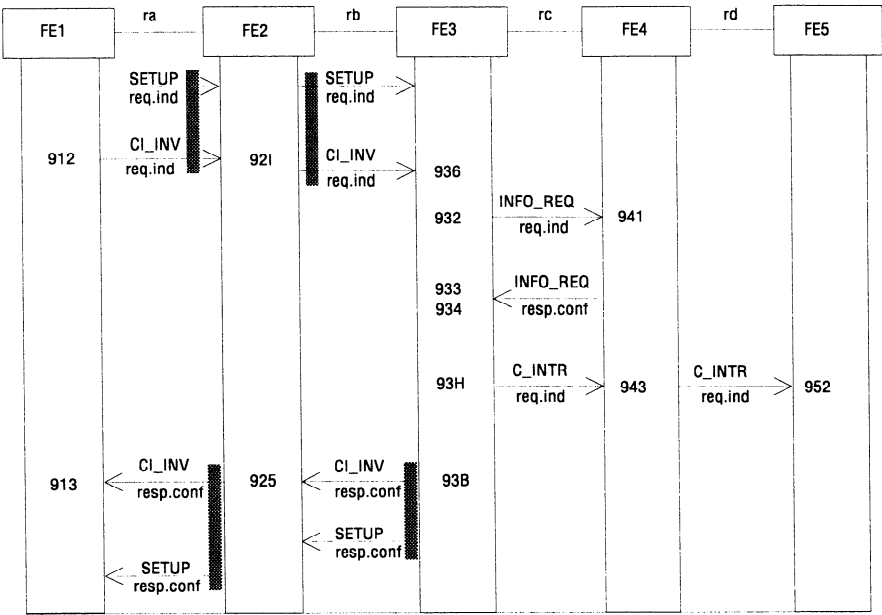 FE1 ra FE2 rb FE3 rc FE4 rd FE5
SETUP
req.ind
SETUP
req.ind
912
CI_INV
req.ind
92I
CI_INV
req.ind
936
932
INFO_REQ
req.ind
941
933
934
INFO_REQ
resp.conf
93H
C_INTR
req.ind
943
C_INTR
req.ind
952
913
CI_INV
resp.conf
925
CI_INV
resp.conf
93B
SETUP
resp.conf
SETUP
resp.conf